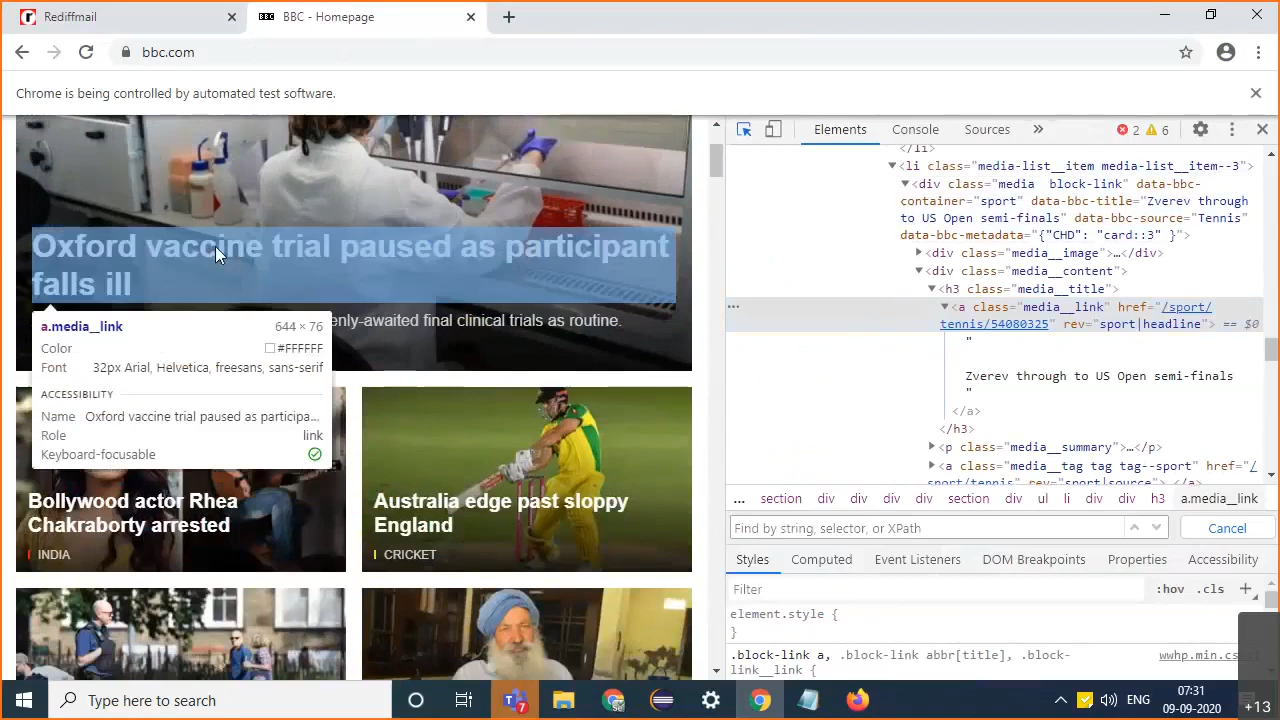 Rediffmail
BBC - Homepage
bbc.com
Chrome is being controlled by automated test software.
Oxford vaccine trial paused as participant
falls ill
enly-awaited final clinical trials as routine.
a.media__link 644 × 76
Color #FFFFFF
Font 32px Arial, Helvetica, freesans, sans-serif
ACCESSIBILITY
Name Oxford vaccine trial paused as participa...
Role link
Keyboard-focusable
Bollywood actor Rhea
Chakraborty arrested
INDIA
Australia edge past sloppy
England
CRICKET
Elements Console Sources » 2 6
</li>
<li class="media-list__item media-list__item--3">
<div class="media block-link" data-bbc-
container="sport" data-bbc-title="Zverev through
to US Open semi-finals" data-bbc-source="Tennis"
data-bbc-metadata="{"CHD": "card::3" }">
<div class="media__image">…</div>
<div class="media__content">
<h3 class="media__title">
<a class="media__link" href="/sport/
tennis/54080325" rev="sport|headline"> == $0
"
Zverev through to US Open semi-finals
"
</a>
</h3>
<p class="media__summary">…</p>
<a class="media__tag tag tag--sport" href="/
sport/tennis" rev="sport|source">…</a>
... section div div div section div ul li div div h3 a.media__link
Find by string, selector, or XPath Cancel
Styles Computed Event Listeners DOM Breakpoints Properties Accessibility
Filter :hov .cls +
element.style {
}
.block-link a, .block-link abbr[title], .block- wwhp.min.cs
link__link {
Type here to search
7
ENG
07:31
09-09-2020
+13